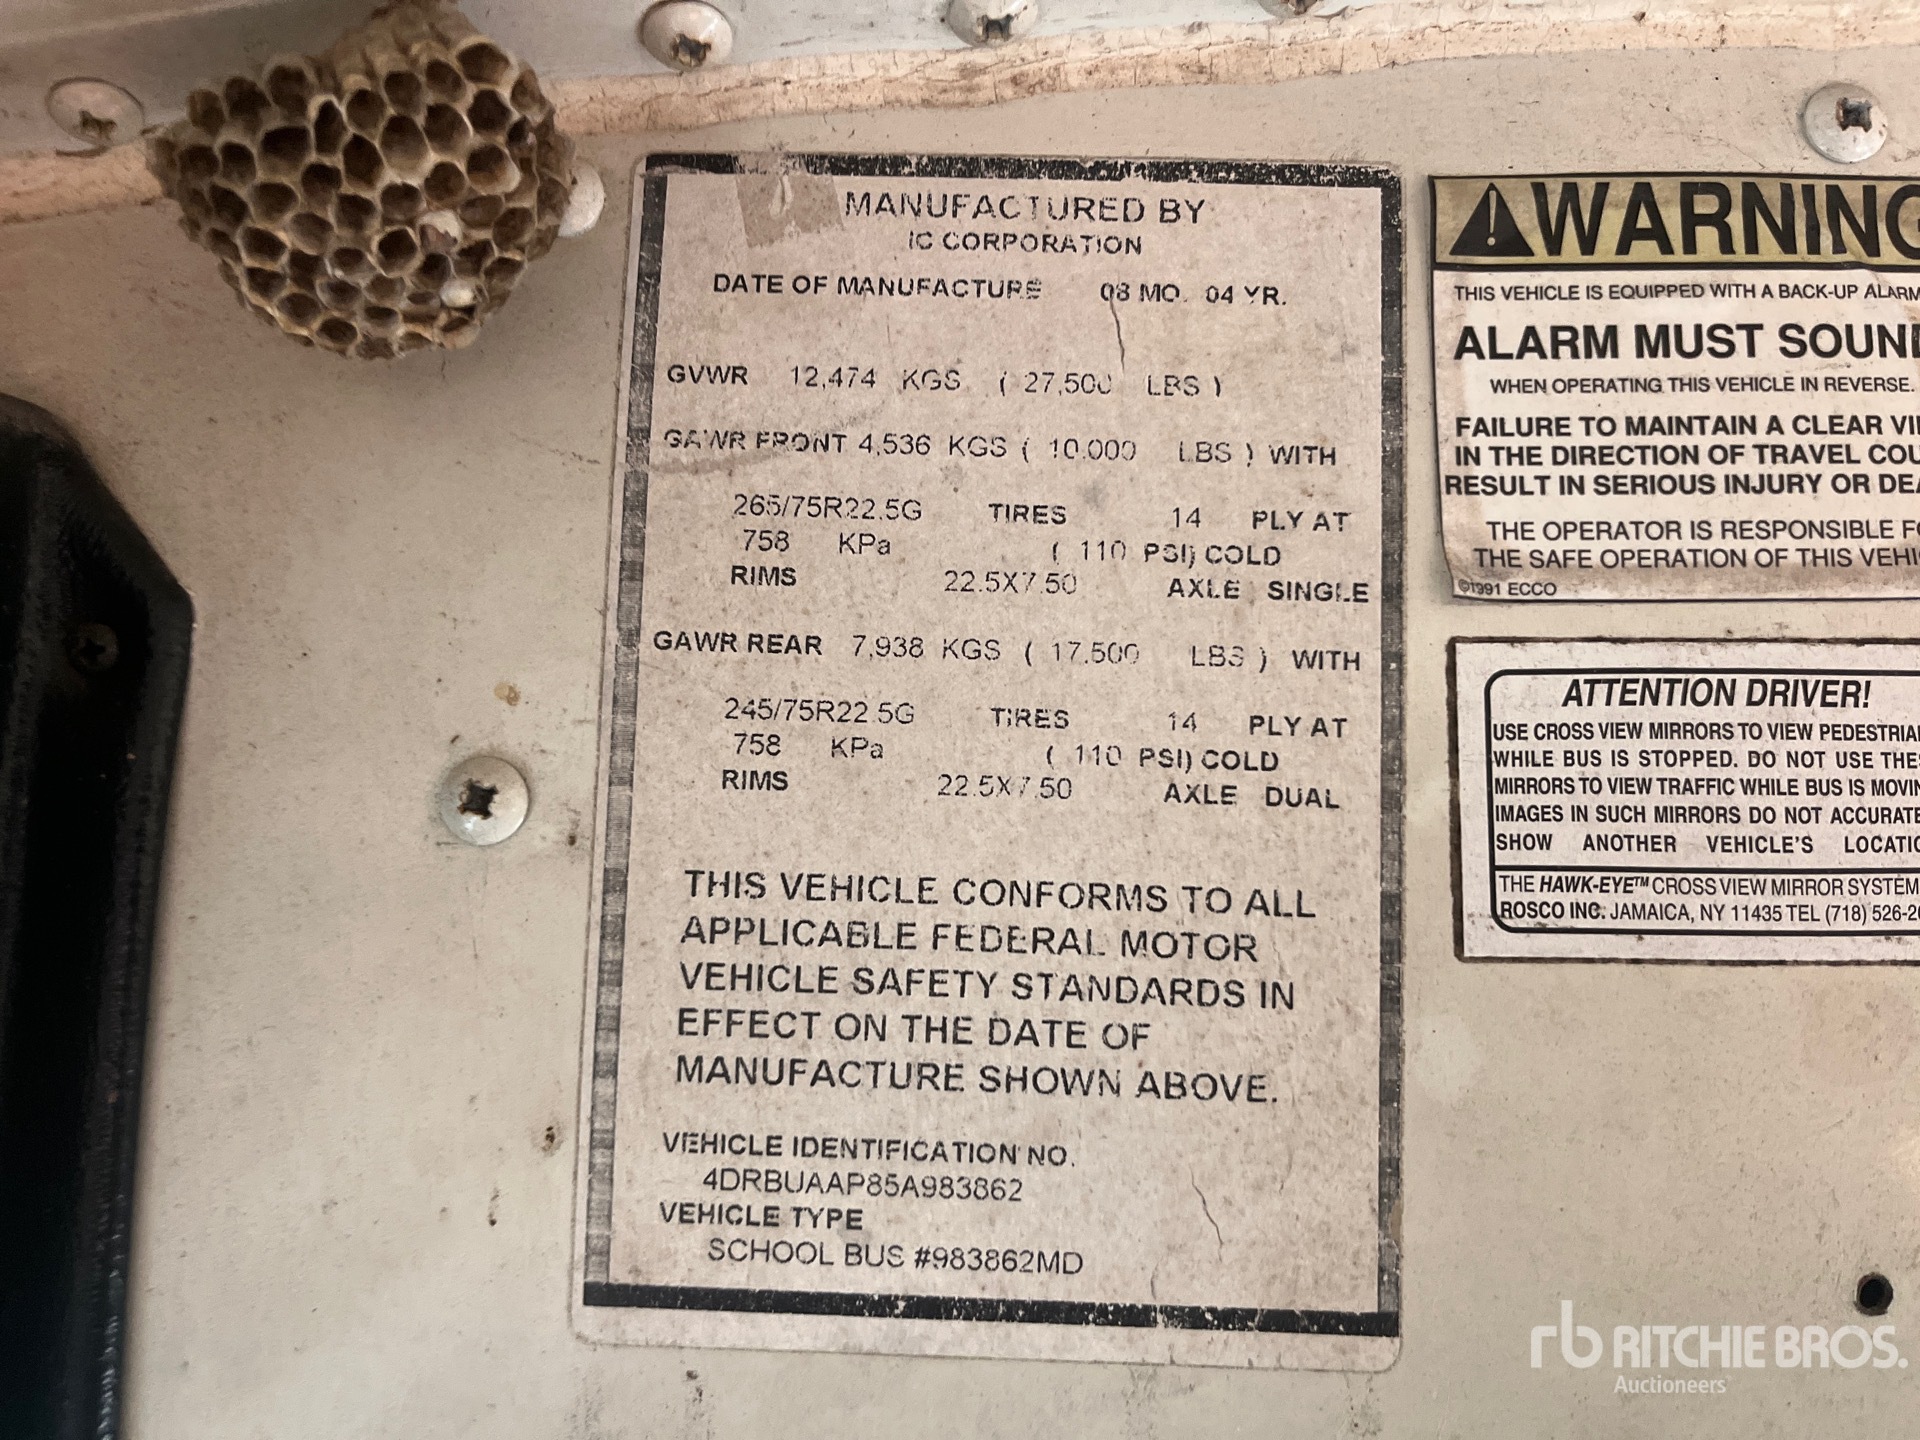 MANUFACTURED BY
IC CORPORATION
DATE OF MANUFACTURE 08 MO. 04 YR.
GVWR 12,474 KGS ( 27,500 LBS )
GAWR FRONT 4,536 KGS ( 10,000 LBS ) WITH
265/75R22.5G TIRES 14 PLY AT
758 KPa ( 110 PSI) COLD
RIMS 22.5X7.50 AXLE SINGLE
GAWR REAR 7,938 KGS ( 17,500 LBS ) WITH
245/75R22.5G TIRES 14 PLY AT
758 KPa ( 110 PSI) COLD
RIMS 22.5X7.50 AXLE DUAL
THIS VEHICLE CONFORMS TO ALL
APPLICABLE FEDERAL MOTOR
VEHICLE SAFETY STANDARDS IN
EFFECT ON THE DATE OF
MANUFACTURE SHOWN ABOVE.
VEHICLE IDENTIFICATION NO.
4DRBUAAP85A983862
VEHICLE TYPE
SCHOOL BUS #983862MD
WARNING
THIS VEHICLE IS EQUIPPED WITH A BACK-UP ALARM
ALARM MUST SOUND
WHEN OPERATING THIS VEHICLE IN REVERSE.
FAILURE TO MAINTAIN A CLEAR
IN THE DIRECTION OF TRAVEL
RESULT IN SERIOUS INJURY OR
THE OPERATOR IS RESPONSIBLE
THE SAFE OPERATION OF THIS
©1991 ECCO
ATTENTION DRIVER!
USE CROSS VIEW MIRRORS TO VIEW
WHILE BUS IS STOPPED. DO NOT USE
MIRRORS TO VIEW TRAFFIC WHILE BUS IS
IMAGES IN SUCH MIRRORS DO NOT
SHOW ANOTHER VEHICLE'S
THE HAWK-EYE™ CROSS VIEW MIRROR SYSTEM
ROSCO INC. JAMAICA, NY 11435 TEL (718)
rb RITCHIE BROS.
Auctioneers